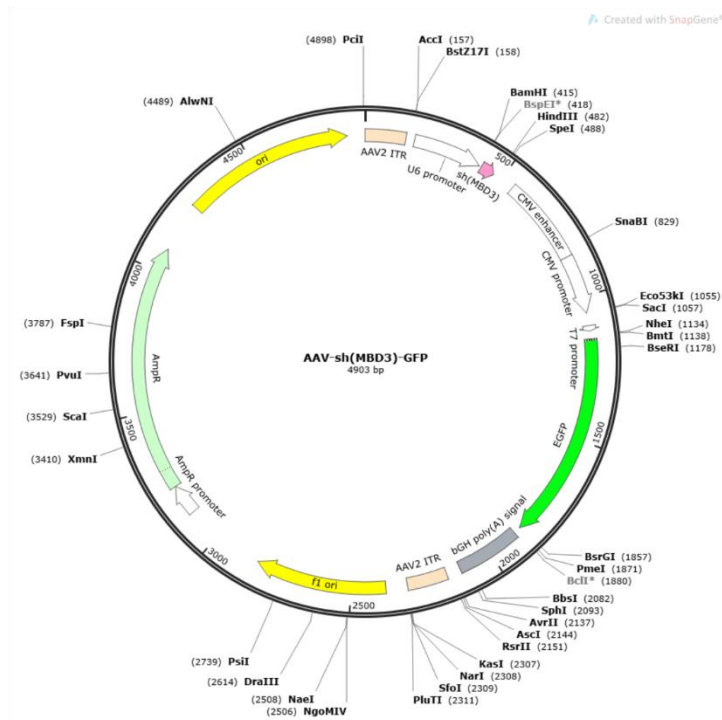 Created with SnapGene®
(4898) PciI
AccI (157)
BstZ17I (158)
(4489) AlwNI
BamHI (415)
BspEI* (418)
HindIII (482)
SpeI (488)
500
4500
ori
AAV2 ITR
U6 promoter
sh(MBD3)
CMV enhancer
SnaBI (829)
CMV promoter
1000
4000
Eco53kI (1055)
SacI (1057)
NheI (1134)
BmtI (1138)
BseRI (1178)
T7 promoter
(3787) FspI
AAV-sh(MBD3)-GFP
4903 bp
AmpR
(3641) PvuI
(3529) ScaI
3500
(3410) XmnI
EGFP
1500
AmpR promoter
bGH poly(A) signal
3000
2000
AAV2 ITR
f1 ori
2500
BsrGI (1857)
PmeI (1871)
BclI* (1880)
BbsI (2082)
SphI (2093)
AvrII (2137)
AscI (2144)
RsrII (2151)
(2739) PsiI
KasI (2307)
(2614) DraIII
NarI (2308)
(2508) NaeI
SfoI (2309)
(2506) NgoMIV
PluTI (2311)